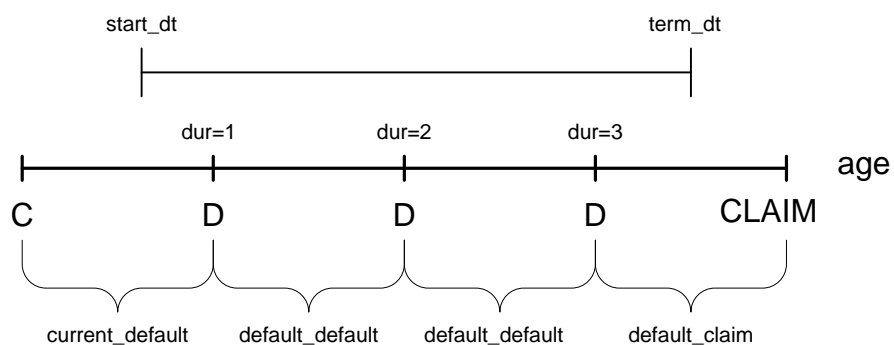 start_dt term_dt
dur=1 dur=2 dur=3
age
C D D D CLAIM
current_default default_default default_default default_claim